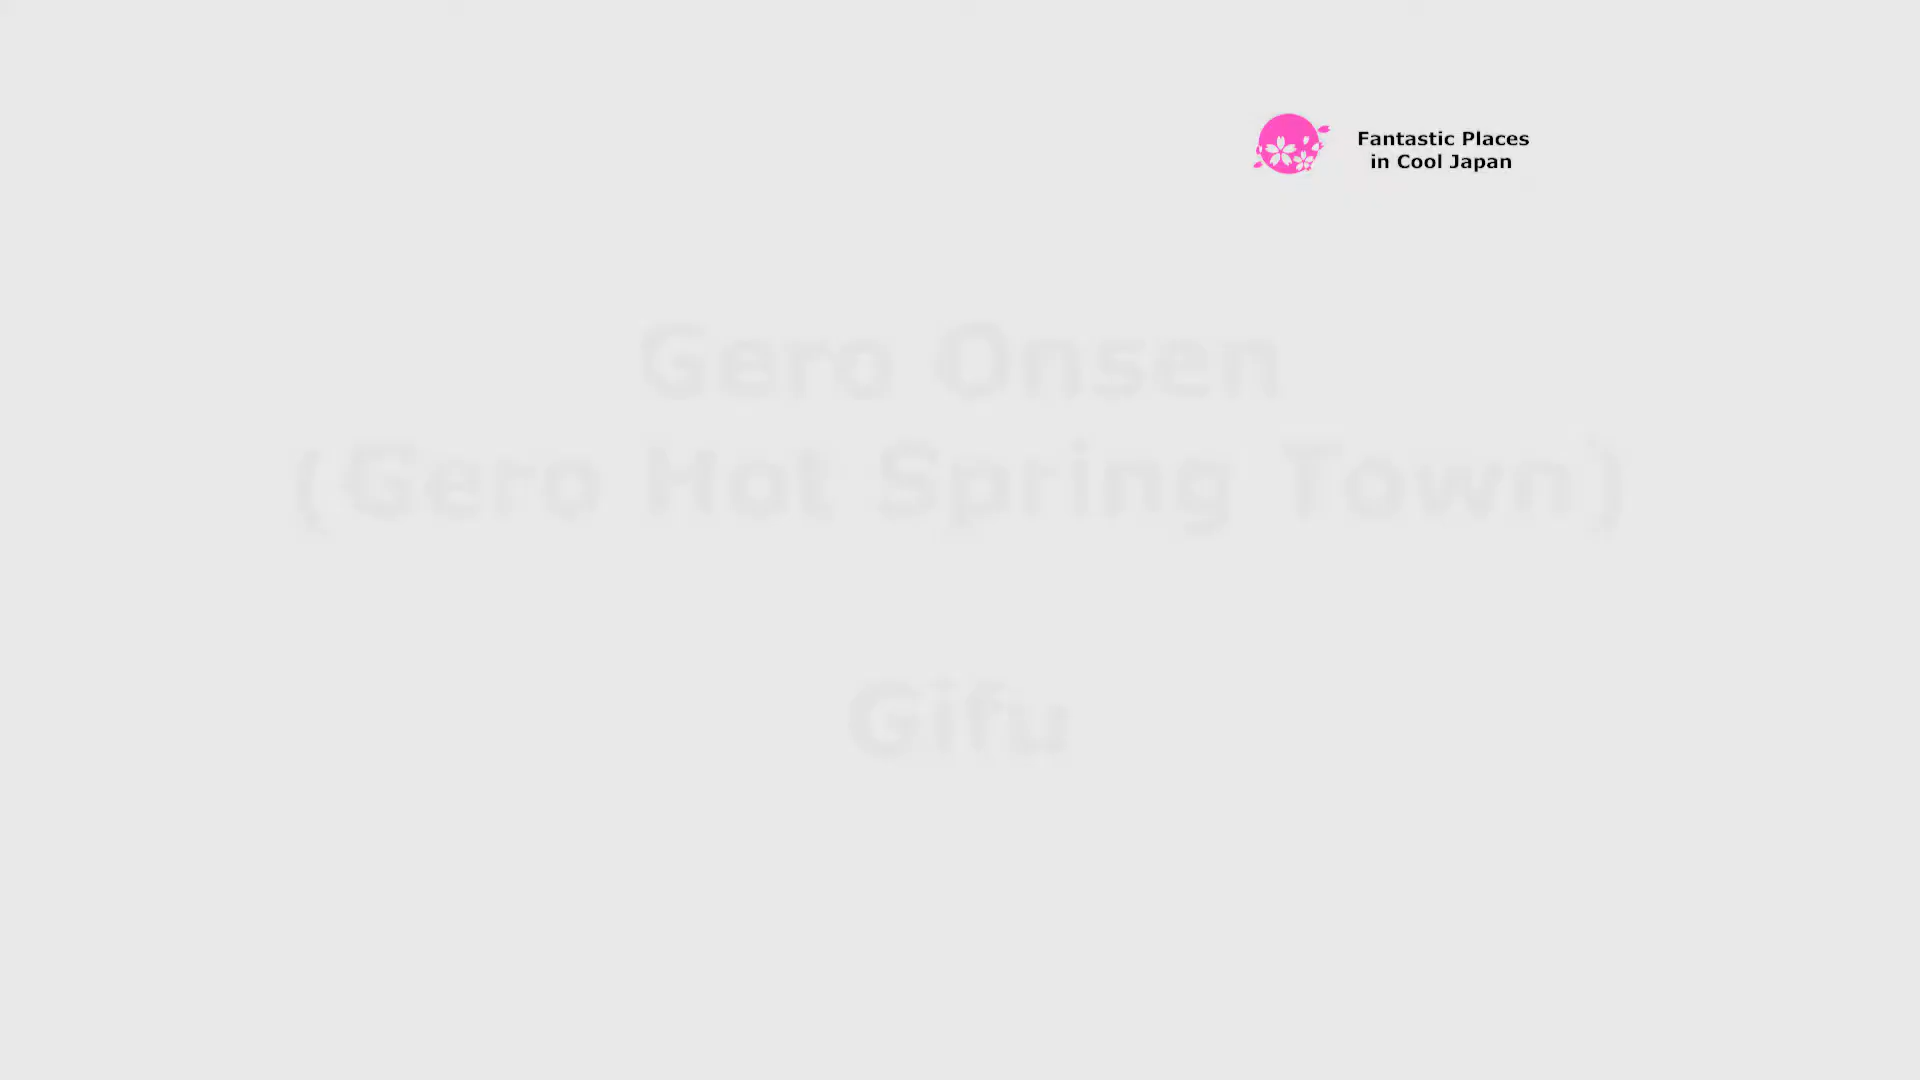 Fantastic Places
in Cool Japan
Gero Onsen
(Gero Hot Spring Town)
Gifu